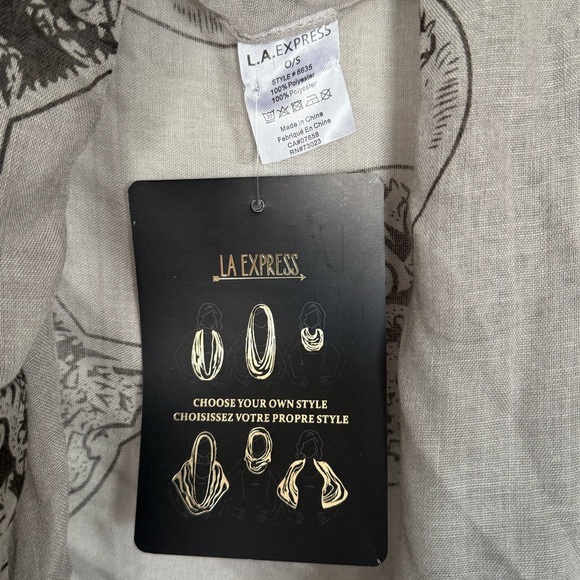 L.A.EXPRESS
O/S
STYLE # 6635
100% Polyester
100% Polyester
Made in China
Fabriqué En Chine
CA#07658
RN#73023
LA EXPRESS
CHOOSE YOUR OWN STYLE
CHOISISSEZ VOTRE PROPRE STYLE